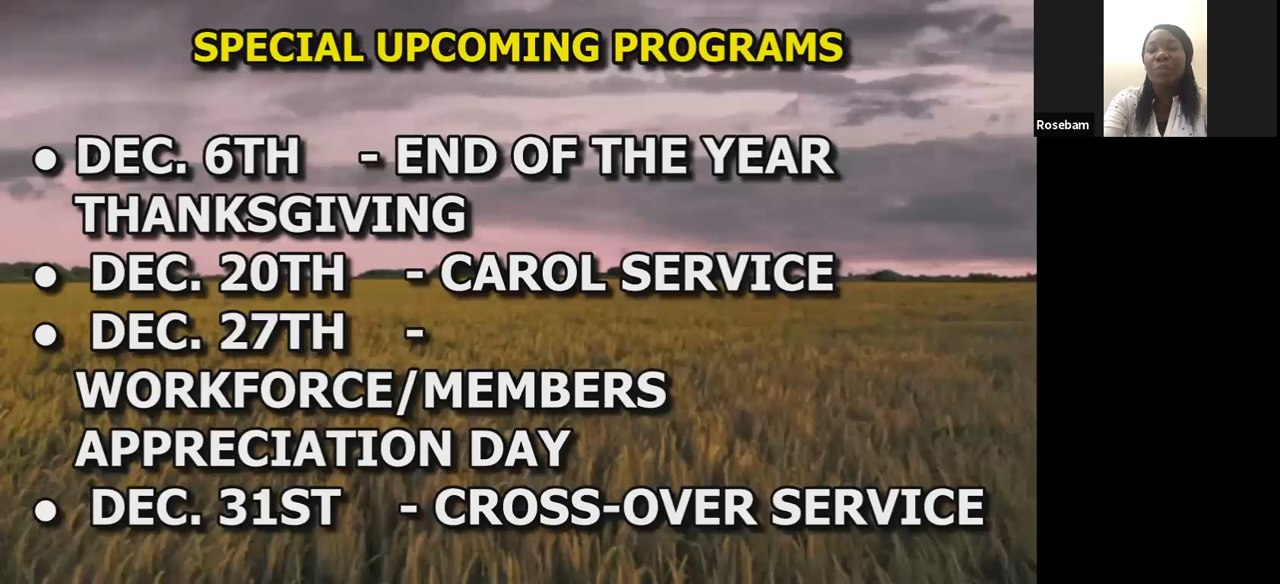 SPECIAL UPCOMING PROGRAMS
● DEC. 6TH - END OF THE YEAR
THANKSGIVING
● DEC. 20TH - CAROL SERVICE
● DEC. 27TH -
WORKFORCE/MEMBERS
APPRECIATION DAY
● DEC. 31ST - CROSS-OVER SERVICE
Rosebam